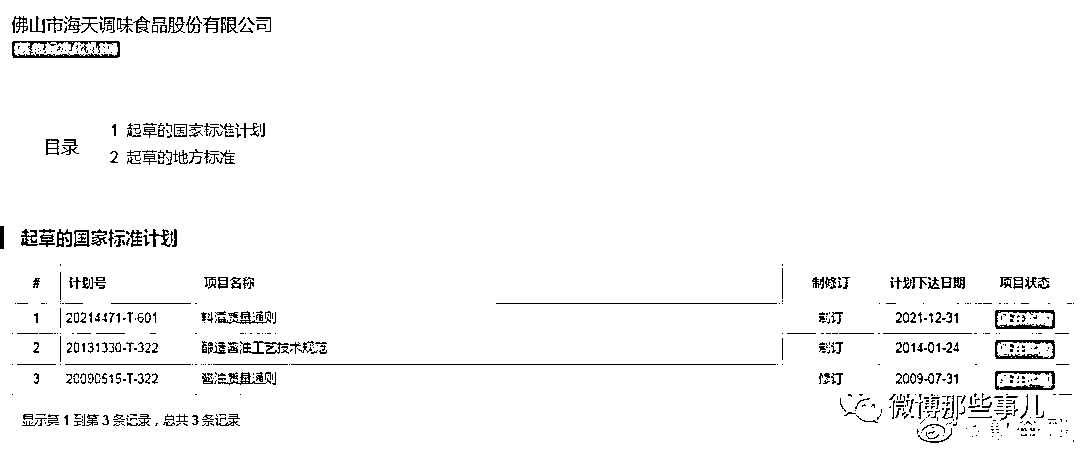 佛山市海天调味食品股份有限公司
目录
1 起草的国家标准计划
2 起草的地方标准
起草的国家标准计划
# 计划号 项目名称 制修订 计划下达日期 项目状态
1 20214471-T-601 料酒质量通则 制订 2021-12-31
2 20131330-T-322 酿造酱油工艺技术规范 制订 2014-01-24
3 20090515-T-322 酱油质量通则 修订 2009-07-31
显示第 1 到第 3 条记录，总共 3 条记录
微博那些事儿